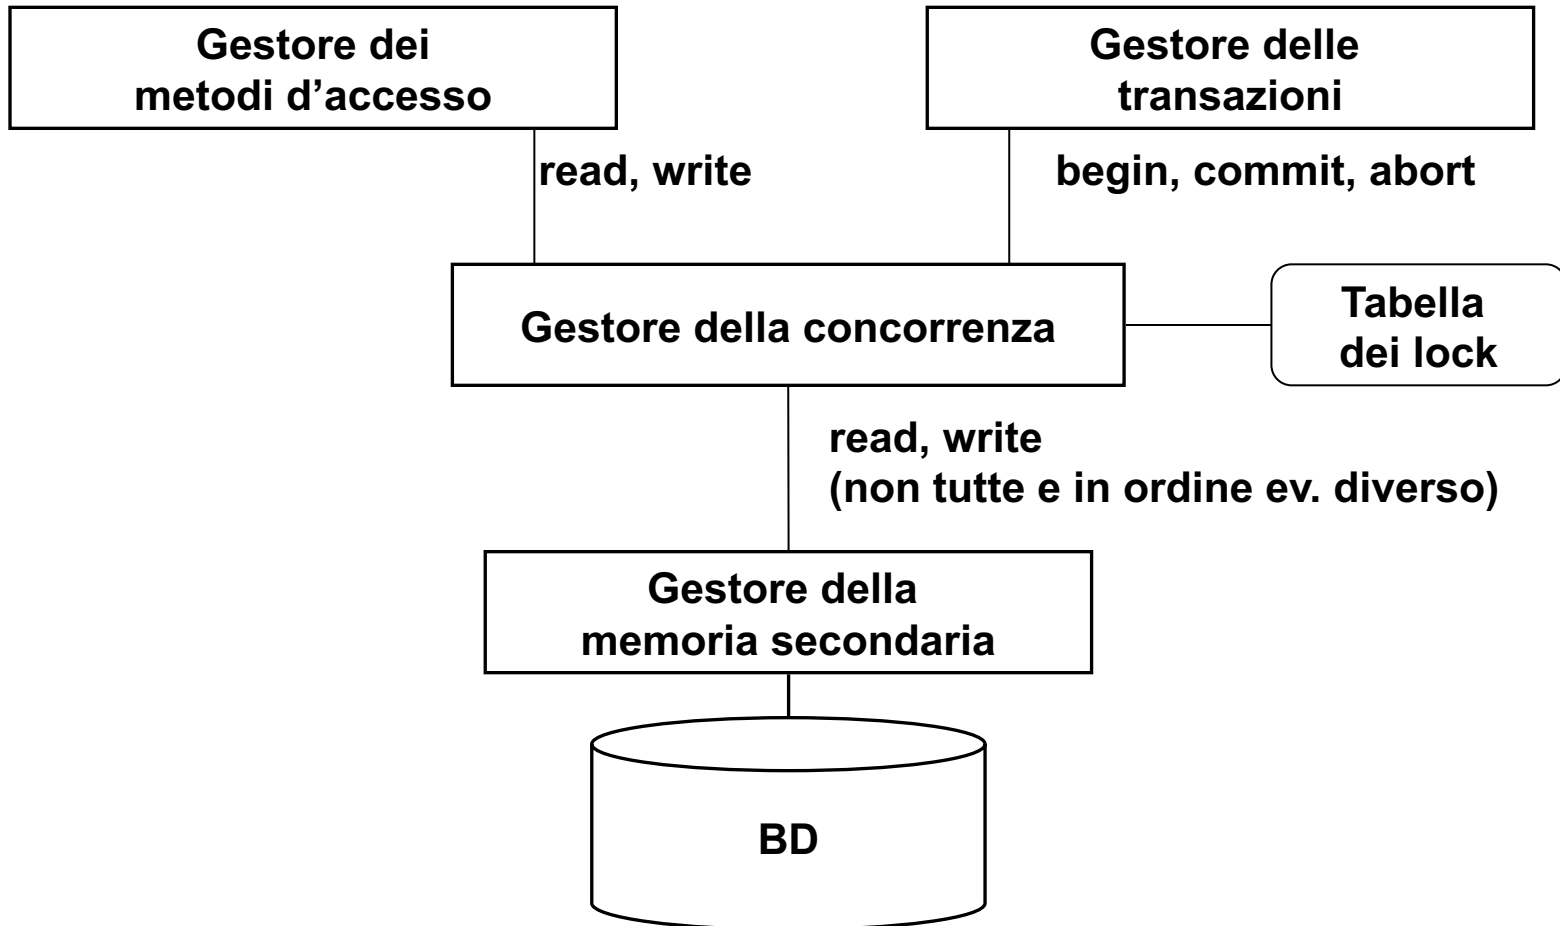 Gestore dei
metodi d’accesso
Gestore delle
transazioni
read, write
begin, commit, abort
Gestore della concorrenza
Tabella
dei lock
read, write
(non tutte e in ordine ev. diverso)
Gestore della
memoria secondaria
BD